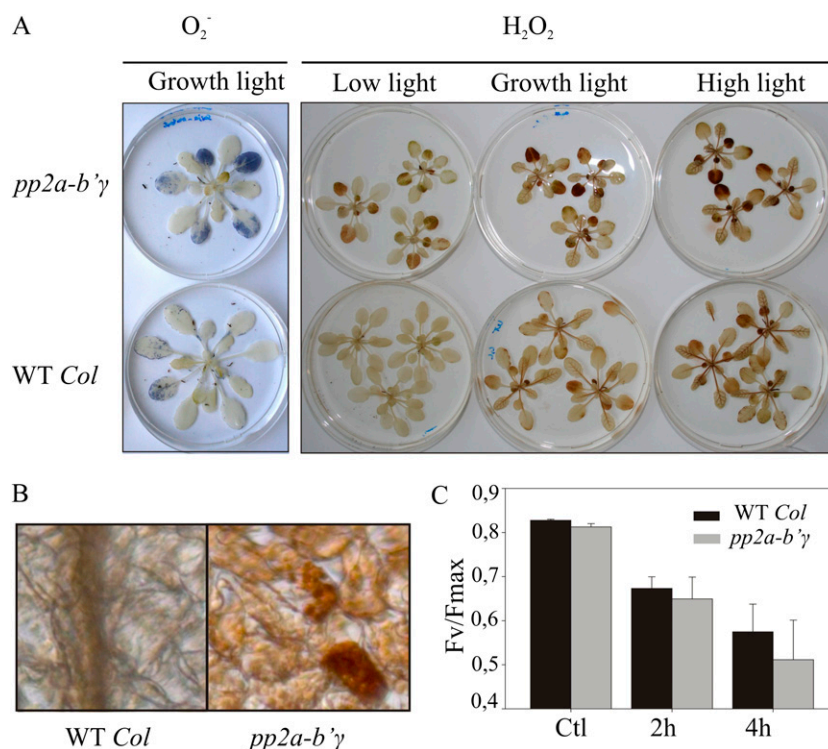 A
O₂⁻
H₂O₂
Growth light
Low light
Growth light
High light
pp2a-b'γ
WT Col
B
WT Col
pp2a-b'γ
C
Fv/Fmax
0,9
0,8
0,7
0,6
0,5
0,4
WT Col
pp2a-b'γ
Ctl
2h
4h